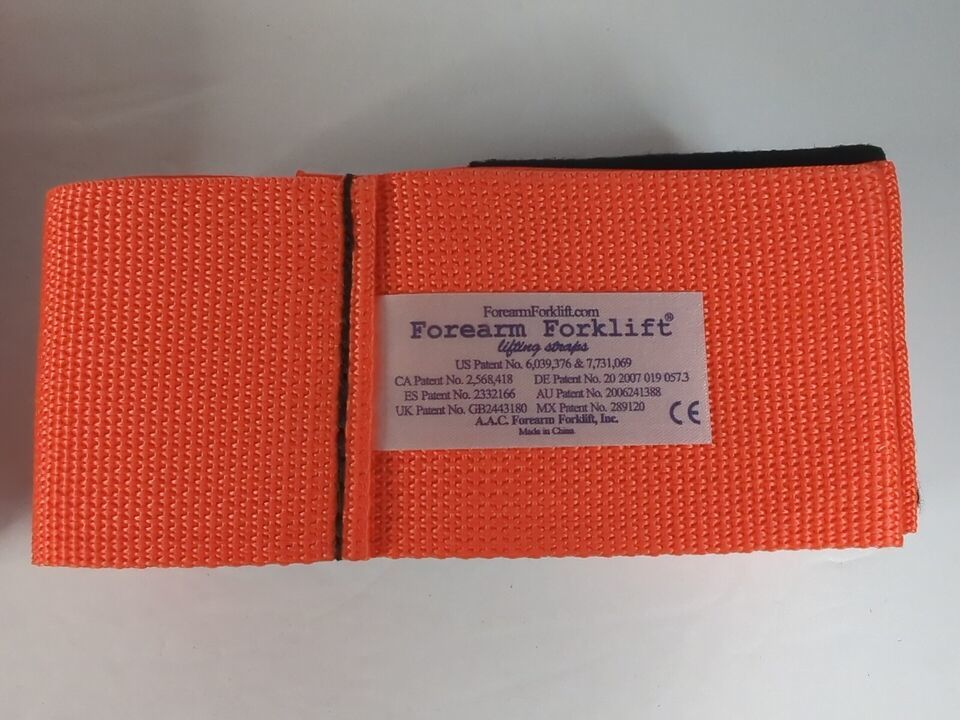 ForearmForklift.com
Forearm Forklift®
lifting straps
US Patent No. 6,039,376 & 7,731,069
CA Patent No. 2,568,418 DE Patent No. 20 2007 019 057.3
ES Patent No. 2332166 AU Patent No. 2006241388
UK Patent No. GB2443180 MX Patent No. 289120
A.A.C. Forearm Forklift, Inc.
Made in China
CE